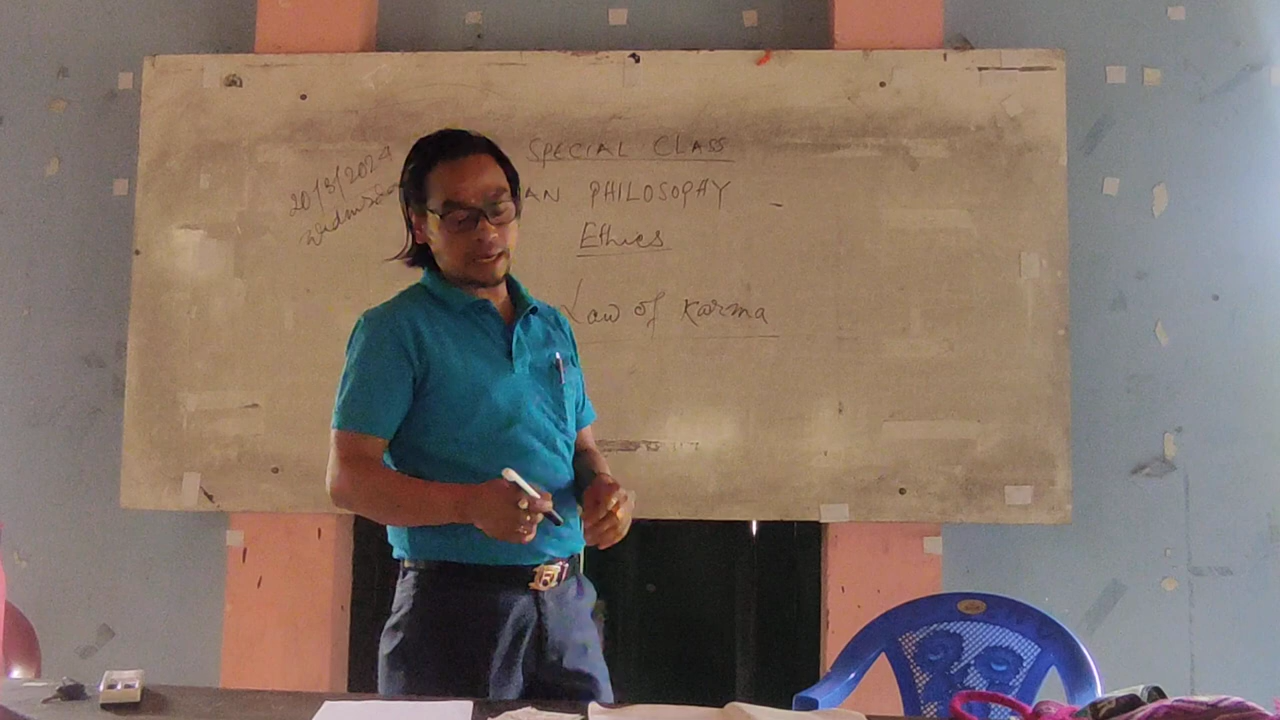 SPECIAL CLASS
AN PHILOSOPHY
Ethics
Law of Karma
20/3/2024